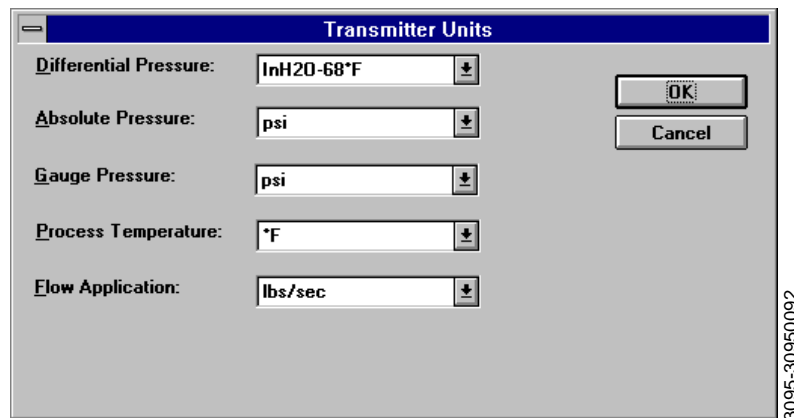 Transmitter Units
Differential Pressure: InH2O-68*F
OK
Absolute Pressure: psi
Cancel
Gauge Pressure: psi
Process Temperature: *F
Flow Application: lbs/sec
3095-30950092